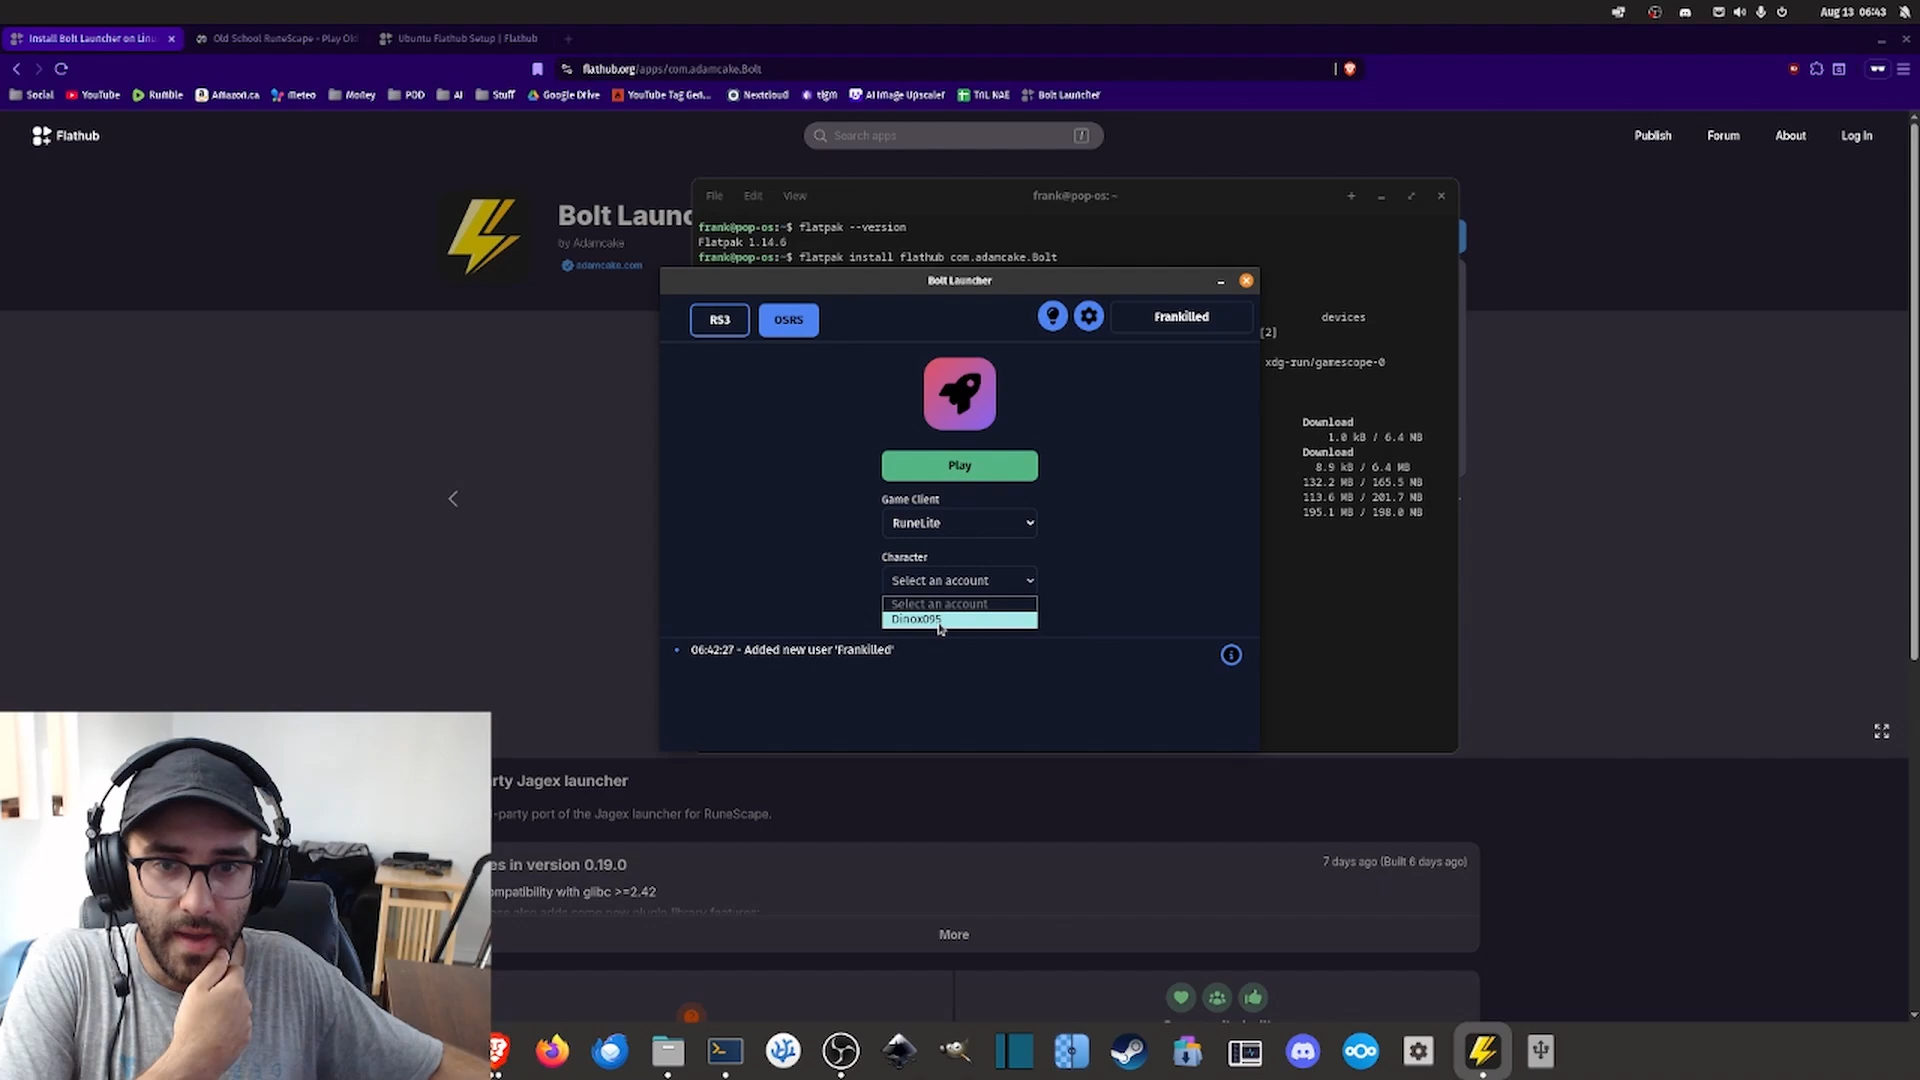 Aug 13 06:43
Install Bolt Launcher on Linu
Old School RuneScape - Play Old
Ubuntu Flathub Setup | Flathub
flathub.org/apps/com.adamcake.Bolt
Social
YouTube
Rumble
Amazon.ca
meteo
Money
POD
AI
Stuff
Google Drive
YouTube Tag Gen...
Nextcloud
AI Image Upscaler
TnL NAE
Bolt Launcher
Flathub
Search apps
/
Publish
Forum
About
Log In
Bolt Launc
by Adamcake
adamcake.com
File
Edit
View
frank@pop-os: ~
frank@pop-os:~$ flatpak --version
Flatpak 1.14.6
frank@pop-os:~$ flatpak install flathub com.adamcake.Bolt
devices
[2]
xdg-run/gamescope-0
Download
1.0 kB / 6.4 MB
Download
8.9 kB / 6.4 MB
132.2 MB / 165.5 MB
113.6 MB / 201.7 MB
195.1 MB / 198.0 MB
Bolt Launcher
RS3
OSRS
Frankilled
Play
Game Client
RuneLite
Character
Select an account
Select an account
Dinox095
06:42:27 - Added new user 'Frankilled'
rty Jagex launcher
-party port of the Jagex launcher for RuneScape.
es in version 0.19.0
7 days ago (Built 6 days ago)
ompatibility with glibc >=2.42
More